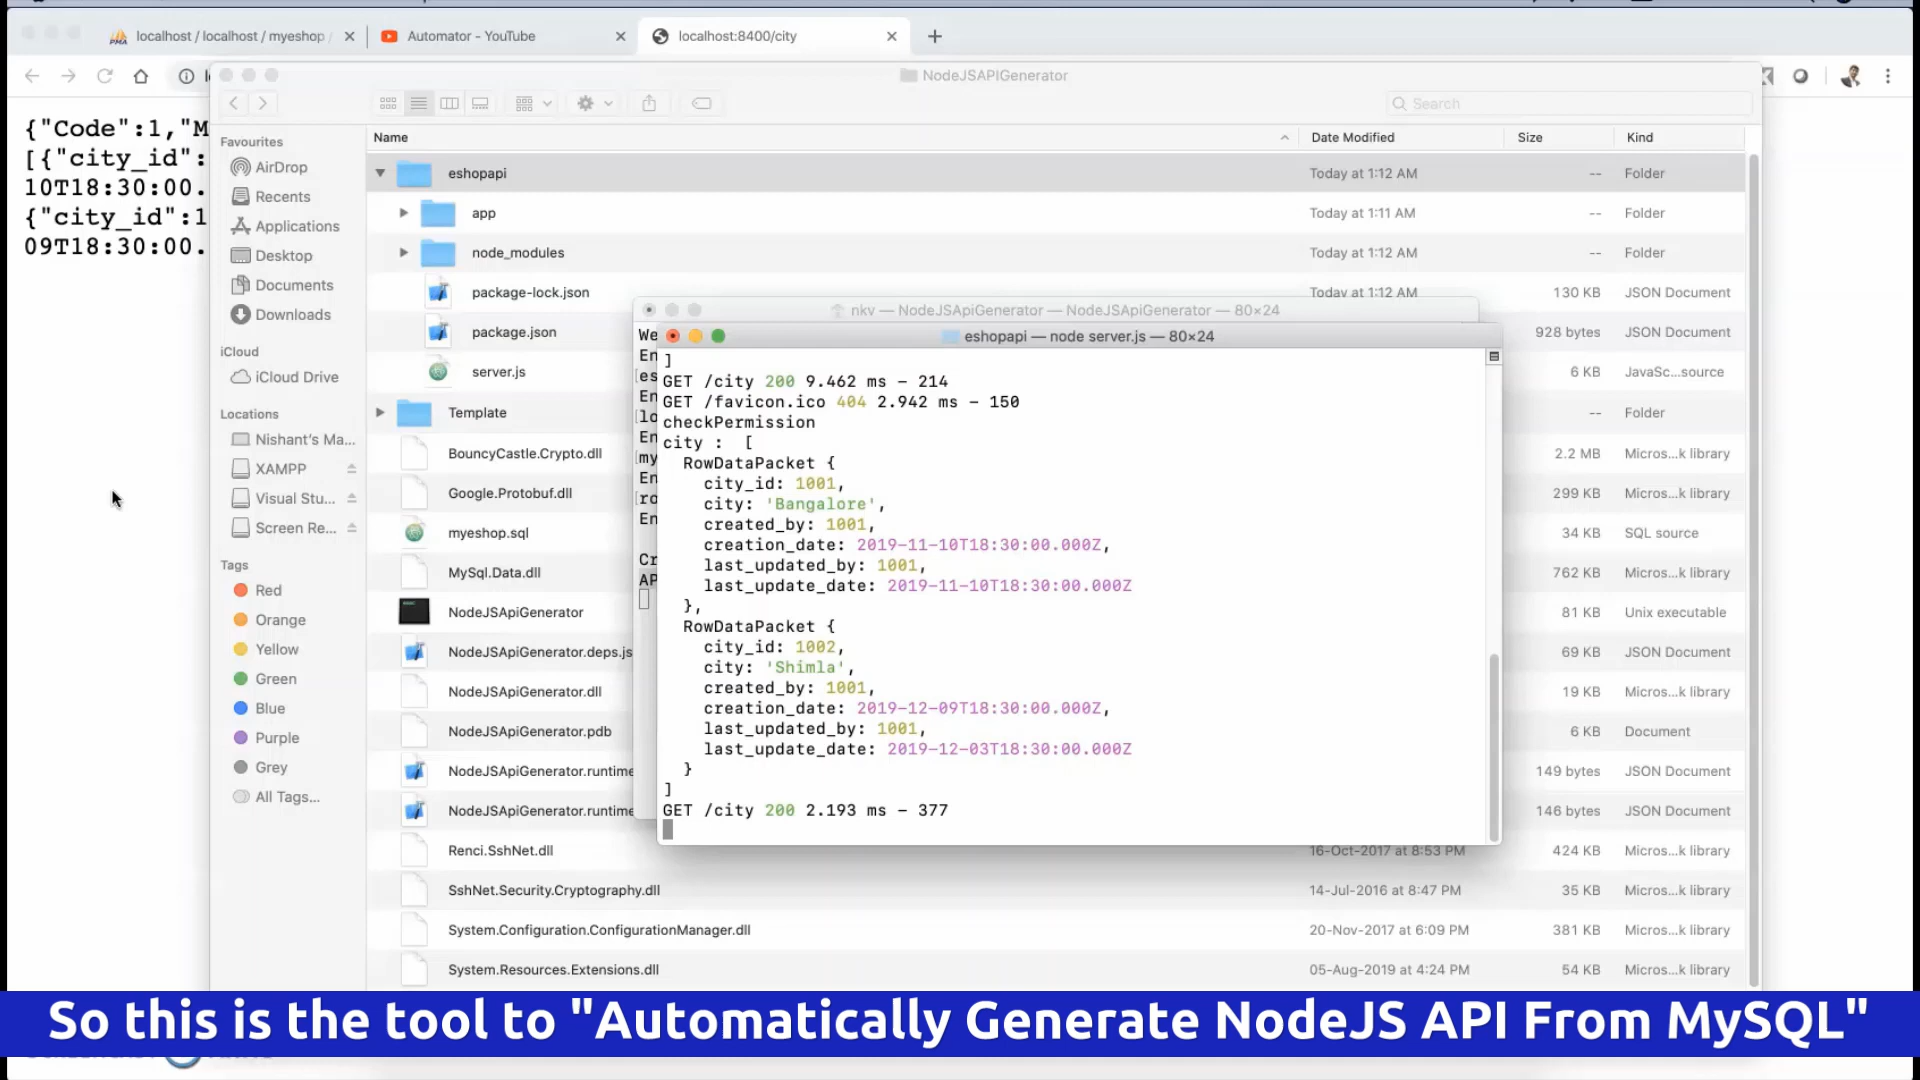 localhost / localhost / myeshop
Automator - YouTube
localhost:8400/city
NodeJSAPIGenerator
Search
{"Code":1,"M
[{"city_id":
10T18:30:00.
{"city_id":1
09T18:30:00.
Favourites
AirDrop
Recents
Applications
Desktop
Documents
Downloads
iCloud
iCloud Drive
Locations
Nishant's Ma...
XAMPP
Visual Stu...
Screen Re...
Tags
Red
Orange
Yellow
Green
Blue
Purple
Grey
All Tags...
Name Date Modified Size Kind
eshopapi Today at 1:12 AM -- Folder
app Today at 1:11 AM -- Folder
node_modules Today at 1:12 AM -- Folder
package-lock.json Today at 1:12 AM 130 KB JSON Document
package.json 928 bytes JSON Document
server.js 6 KB JavaSc...source
Template -- Folder
BouncyCastle.Crypto.dll 2.2 MB Micros...k library
Google.Protobuf.dll 299 KB Micros...k library
myeshop.sql 34 KB SQL source
MySql.Data.dll 762 KB Micros...k library
NodeJSApiGenerator 81 KB Unix executable
NodeJSApiGenerator.deps.js 69 KB JSON Document
NodeJSApiGenerator.dll 19 KB Micros...k library
NodeJSApiGenerator.pdb 6 KB Document
NodeJSApiGenerator.runtime 149 bytes JSON Document
NodeJSApiGenerator.runtime 146 bytes JSON Document
Renci.SshNet.dll 16-Oct-2017 at 8:53 PM 424 KB Micros...k library
SshNet.Security.Cryptography.dll 14-Jul-2016 at 8:47 PM 35 KB Micros...k library
System.Configuration.ConfigurationManager.dll 20-Nov-2017 at 6:09 PM 381 KB Micros...k library
System.Resources.Extensions.dll 05-Aug-2019 at 4:24 PM 54 KB Micros...k library
nkv — NodeJSApiGenerator — NodeJSApiGenerator — 80×24
We
En
[es
En
[lo
En
[my
En
[ro
En
Cr
AP
eshopapi — node server.js — 80×24
]
GET /city 200 9.462 ms - 214
GET /favicon.ico 404 2.942 ms - 150
checkPermission
city :  [
RowDataPacket {
city_id: 1001,
city: 'Bangalore',
created_by: 1001,
creation_date: 2019-11-10T18:30:00.000Z,
last_updated_by: 1001,
last_update_date: 2019-11-10T18:30:00.000Z
},
RowDataPacket {
city_id: 1002,
city: 'Shimla',
created_by: 1001,
creation_date: 2019-12-09T18:30:00.000Z,
last_updated_by: 1001,
last_update_date: 2019-12-03T18:30:00.000Z
}
]
GET /city 200 2.193 ms - 377
So this is the tool to "Automatically Generate NodeJS API From MySQL"